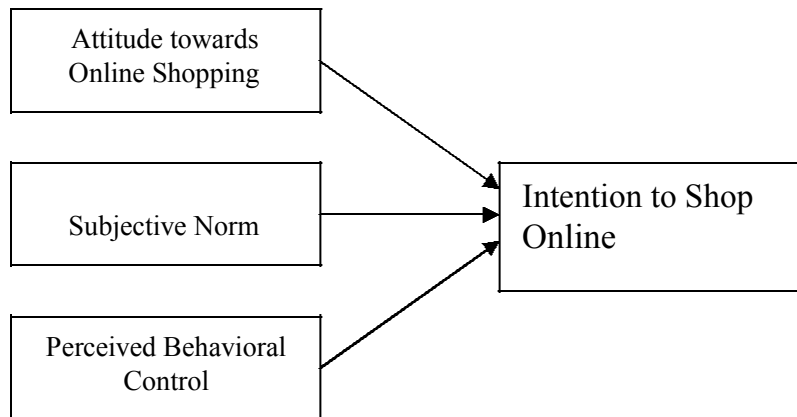 Attitude towards
Online Shopping
Subjective Norm
Perceived Behavioral
Control
Intention to Shop
Online